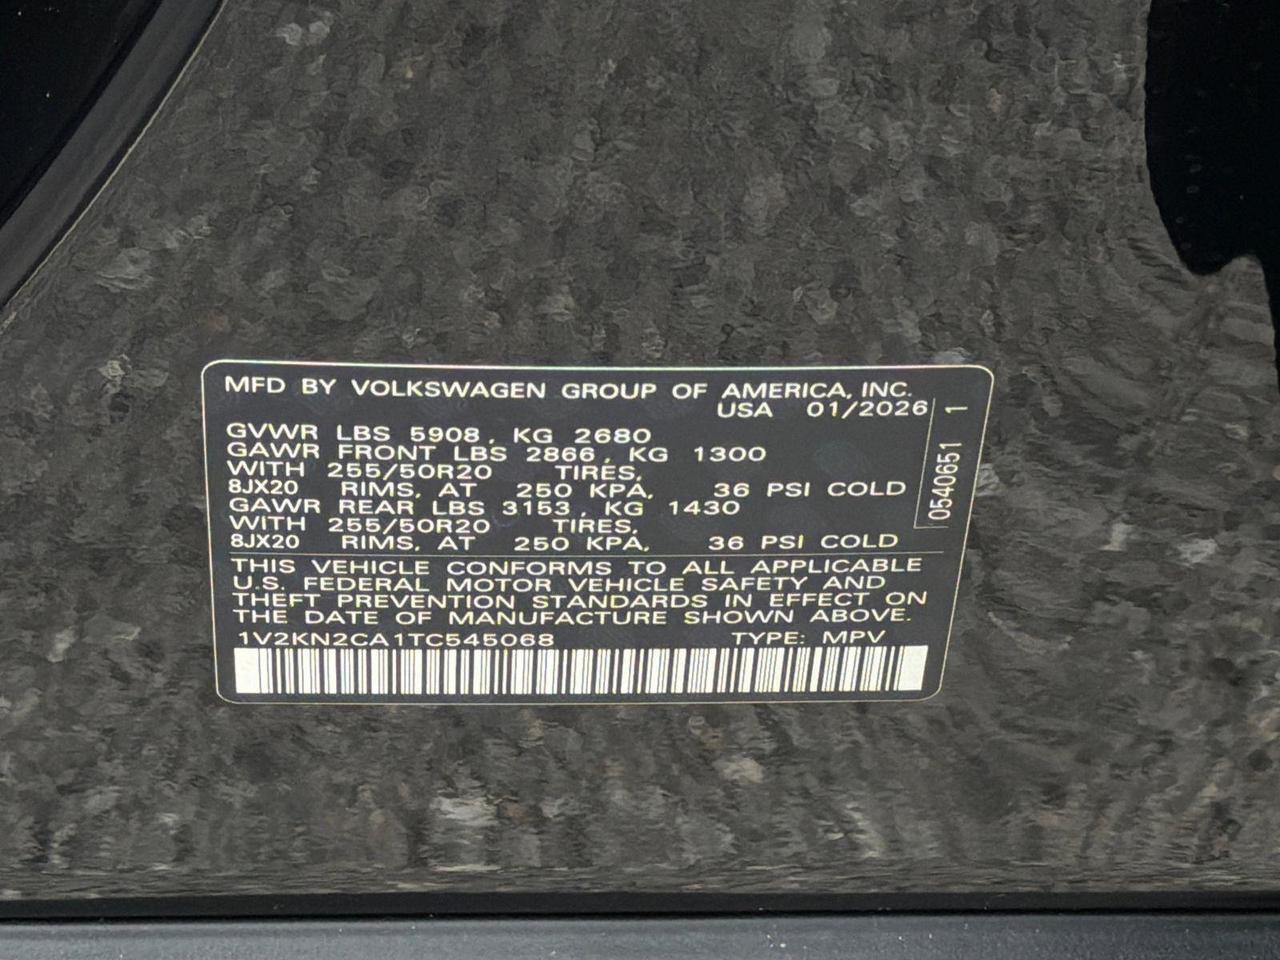 MFD BY VOLKSWAGEN GROUP OF AMERICA, INC.
USA 01/2026
GVWR LBS 5908, KG 2680
GAWR FRONT LBS 2866, KG 1300
WITH 255/50R20 TIRES,
8JX20 RIMS, AT 250 KPA, 36 PSI COLD
GAWR REAR LBS 3153, KG 1430
WITH 255/50R20 TIRES,
8JX20 RIMS, AT 250 KPA, 36 PSI COLD
THIS VEHICLE CONFORMS TO ALL APPLICABLE
U.S. FEDERAL MOTOR VEHICLE SAFETY AND
THEFT PREVENTION STANDARDS IN EFFECT ON
THE DATE OF MANUFACTURE SHOWN ABOVE.
1V2KN2CA1TC545068 TYPE: MPV
0540651 1